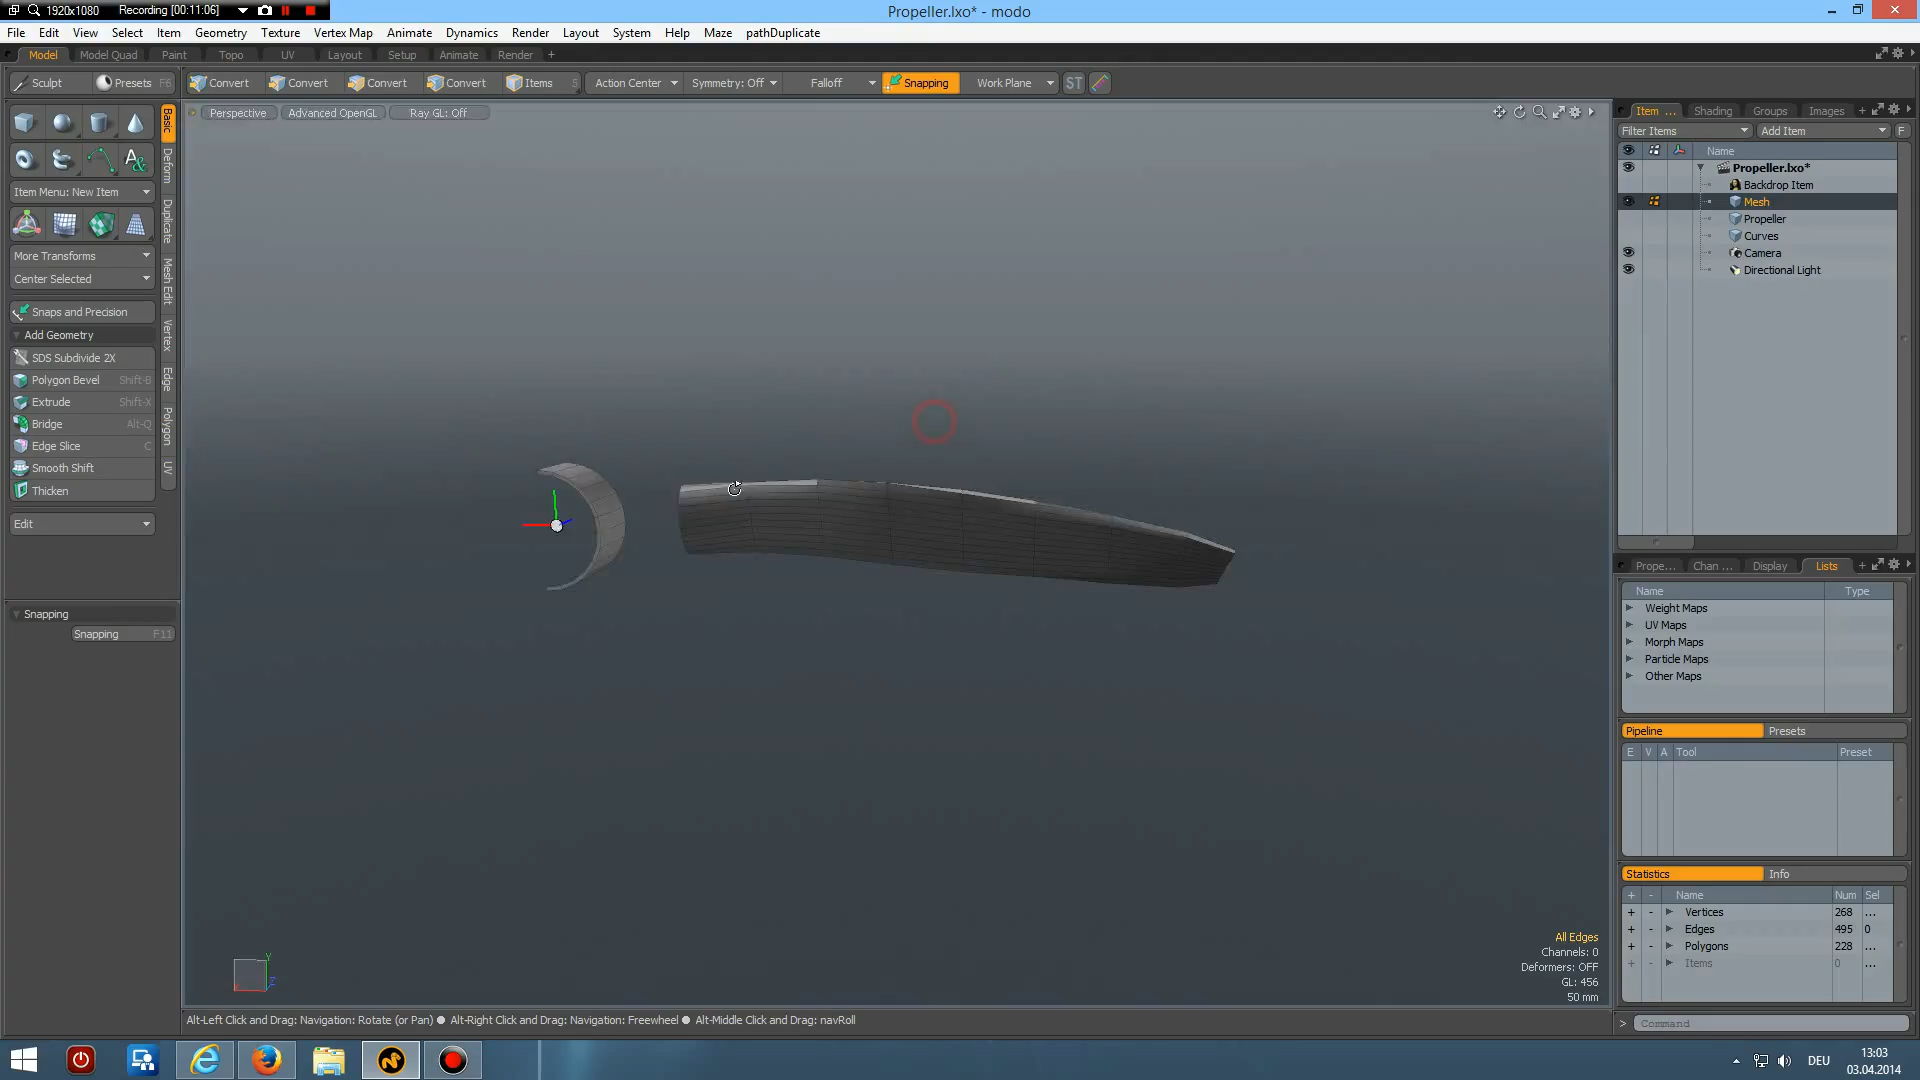 1920x1080 Recording [00:11:06]
Propeller.lxo* - modo
File Edit View Select Item Geometry Texture Vertex Map Animate Dynamics Render Layout System Help Maze pathDuplicate
Model Model Quad Paint Topo UV Layout Setup Animate Render +
Sculpt Presets F6 Convert Convert Convert Convert Items 5 Action Center Symmetry: Off Falloff Snapping Work Plane ST
Perspective Advanced OpenGL Ray GL: Off
Basic
Deform
Duplicate
Mesh Edit
Vertex
Edge
Polygon
UV
Item Menu: New Item
More Transforms
Center Selected
Snaps and Precision
Add Geometry
SDS Subdivide 2X
Polygon Bevel Shift-B
Extrude Shift-X
Bridge Alt-Q
Edge Slice C
Smooth Shift
Thicken
Edit
Snapping
Snapping F11
Item ... Shading Groups Images +
Filter Items Add Item F
Name
Propeller.lxo*
Backdrop Item
Mesh
Propeller
Curves
Camera
Directional Light
Prope... Chan ... Display Lists +
Name Type
Weight Maps
UV Maps
Morph Maps
Particle Maps
Other Maps
Pipeline Presets
E V A Tool Preset
Statistics Info
+ - Name Num Sel
+ - Vertices 268 ...
+ - Edges 495 0
+ - Polygons 228 ...
+ - Items 0 ...
All Edges
Channels: 0
Deformers: OFF
GL: 456
50 mm
Y
Z
Alt-Left Click and Drag: Navigation: Rotate (or Pan) ● Alt-Right Click and Drag: Navigation: Freewheel ● Alt-Middle Click and Drag: navRoll
> Command
DEU
13:03
03.04.2014